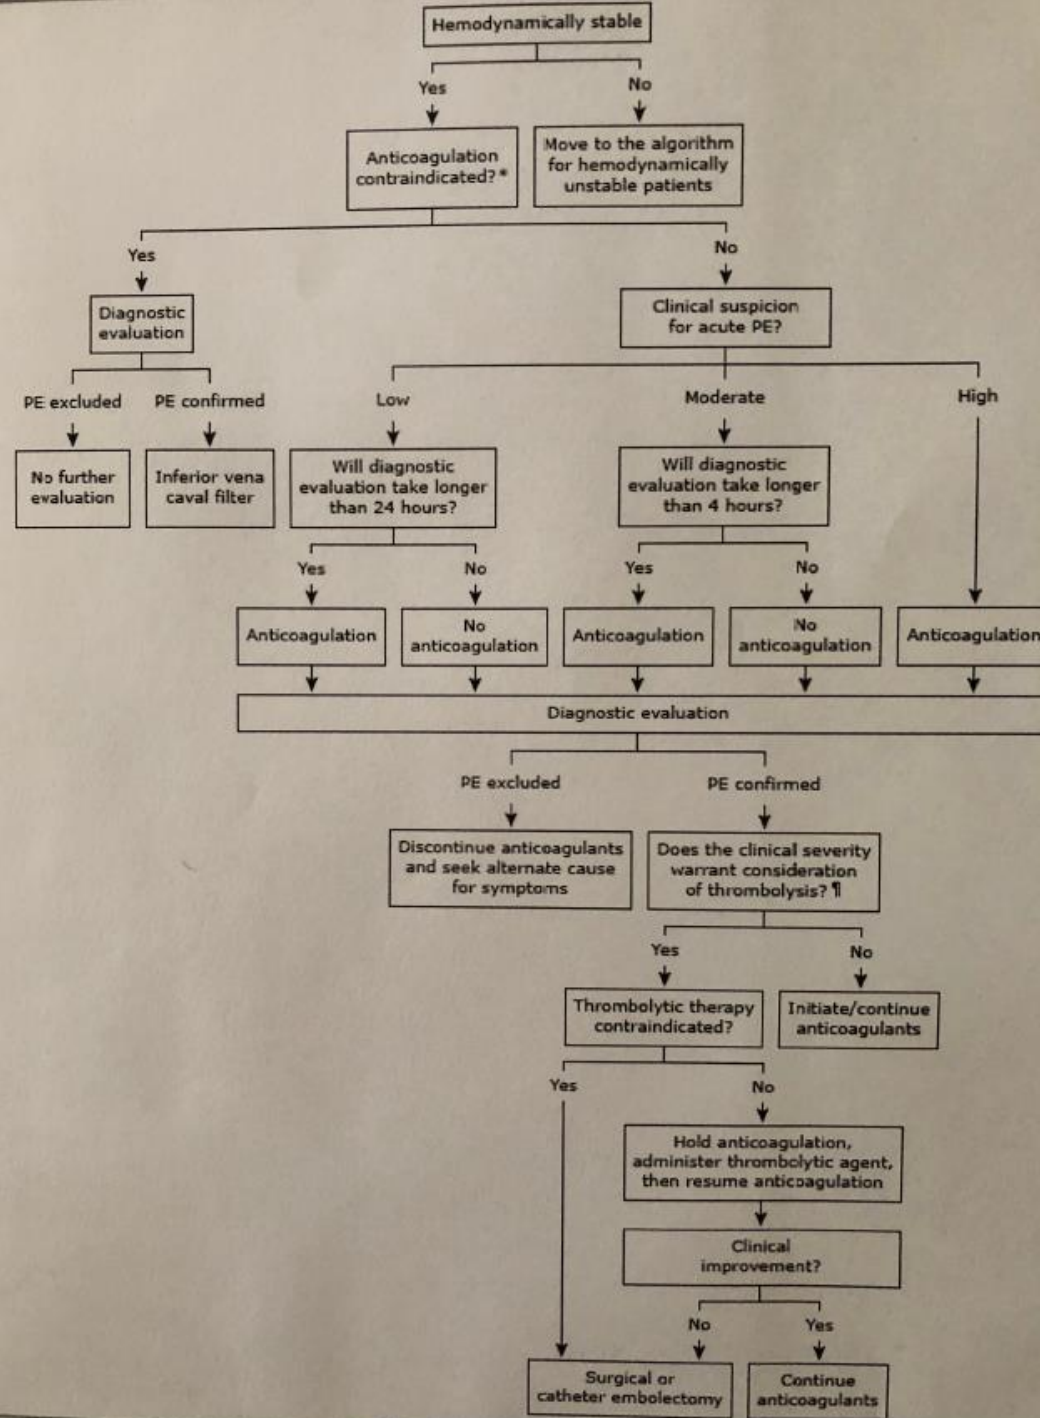 Hemodynamically stable
Yes
No
Anticoagulation
contraindicated?*
Move to the algorithm
for hemodynamically
unstable patients
Yes
No
Diagnostic
evaluation
Clinical suspicion
for acute PE?
PE excluded
PE confirmed
Low
Moderate
High
No further
evaluation
Inferior vena
caval filter
Will diagnostic
evaluation take longer
than 24 hours?
Will diagnostic
evaluation take longer
than 4 hours?
Yes
No
Yes
No
Anticoagulation
No
anticoagulation
Anticoagulation
No
anticoagulation
Anticoagulation
Diagnostic evaluation
PE excluded
PE confirmed
Discontinue anticoagulants
and seek alternate cause
for symptoms
Does the clinical severity
warrant consideration
of thrombolysis?¶
Yes
No
Thrombolytic therapy
contraindicated?
Initiate/continue
anticoagulants
Yes
No
Hold anticoagulation,
administer thrombolytic agent,
then resume anticoagulation
Clinical
improvement?
No
Yes
Surgical or
catheter embolectomy
Continue
anticoagulants